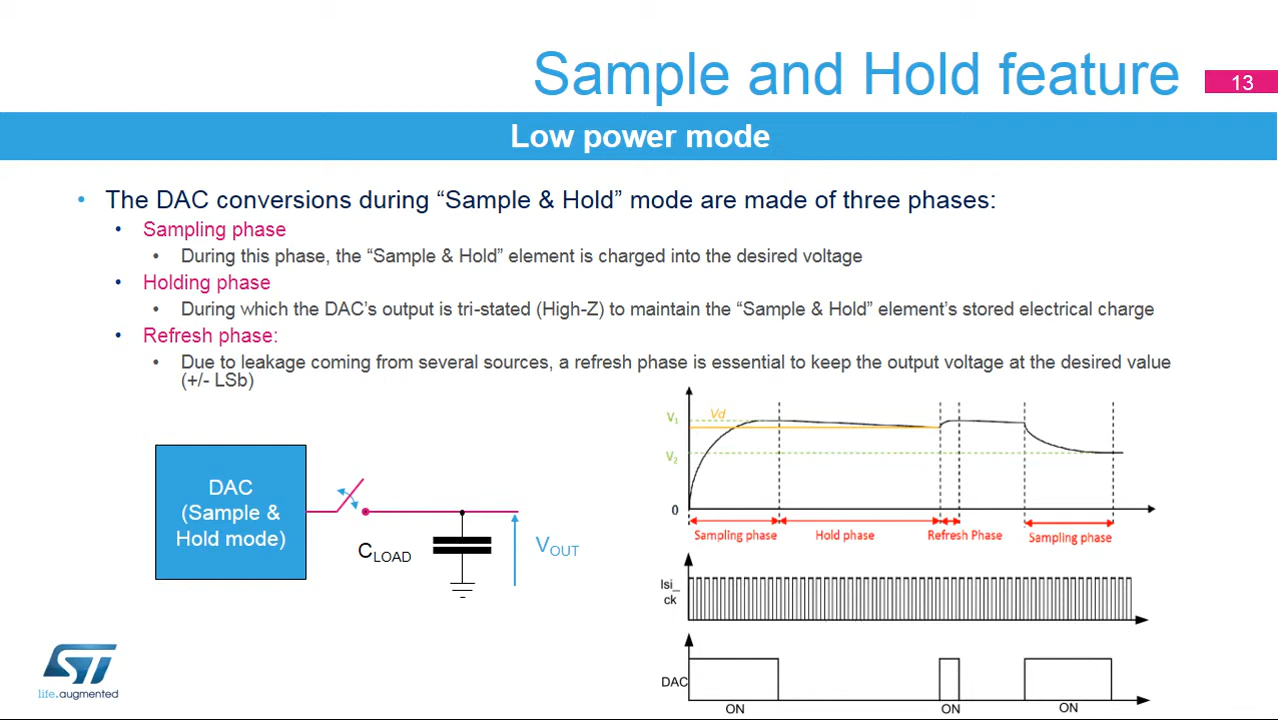 Sample and Hold feature
13
Low power mode
• The DAC conversions during “Sample & Hold” mode are made of three phases:
• Sampling phase
• During this phase, the “Sample & Hold” element is charged into the desired voltage
• Holding phase
• During which the DAC’s output is tri-stated (High-Z) to maintain the “Sample & Hold” element’s stored electrical charge
• Refresh phase:
• Due to leakage coming from several sources, a refresh phase is essential to keep the output voltage at the desired value
(+/- LSb)
DAC
(Sample &
Hold mode)
CLOAD
VOUT
V1
Vd
V2
0
Sampling phase
Hold phase
Refresh Phase
Sampling phase
lsi_
ck
DAC
ON
ON
ON
ST
life.augmented